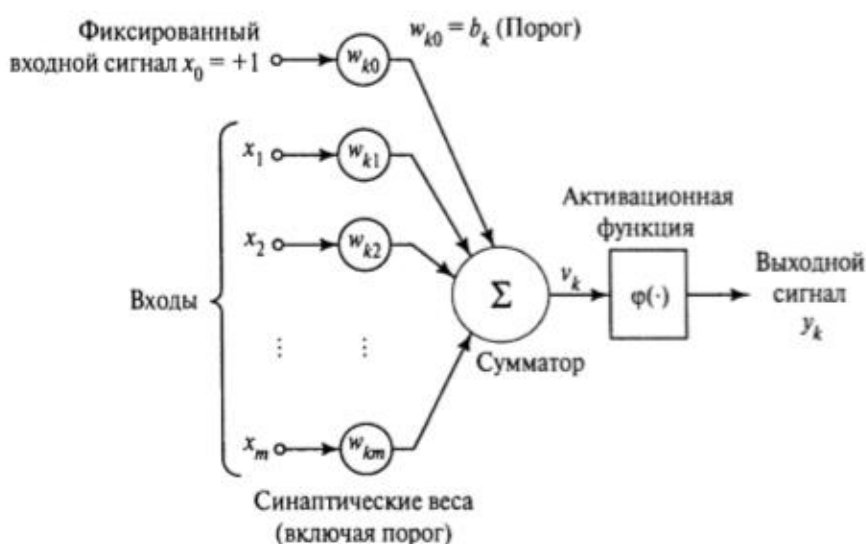 Фиксированный
входной сигнал x₀ = +1
wₖ₀
wₖ₀ = bₖ (Порог)
Входы
x₁
wₖ₁
x₂
wₖ₂
⋮ ⋮
xₘ
wₖₘ
Σ
Сумматор
vₖ
Активационная
функция
φ(·)
Выходной
сигнал
yₖ
Синаптические веса
(включая порог)